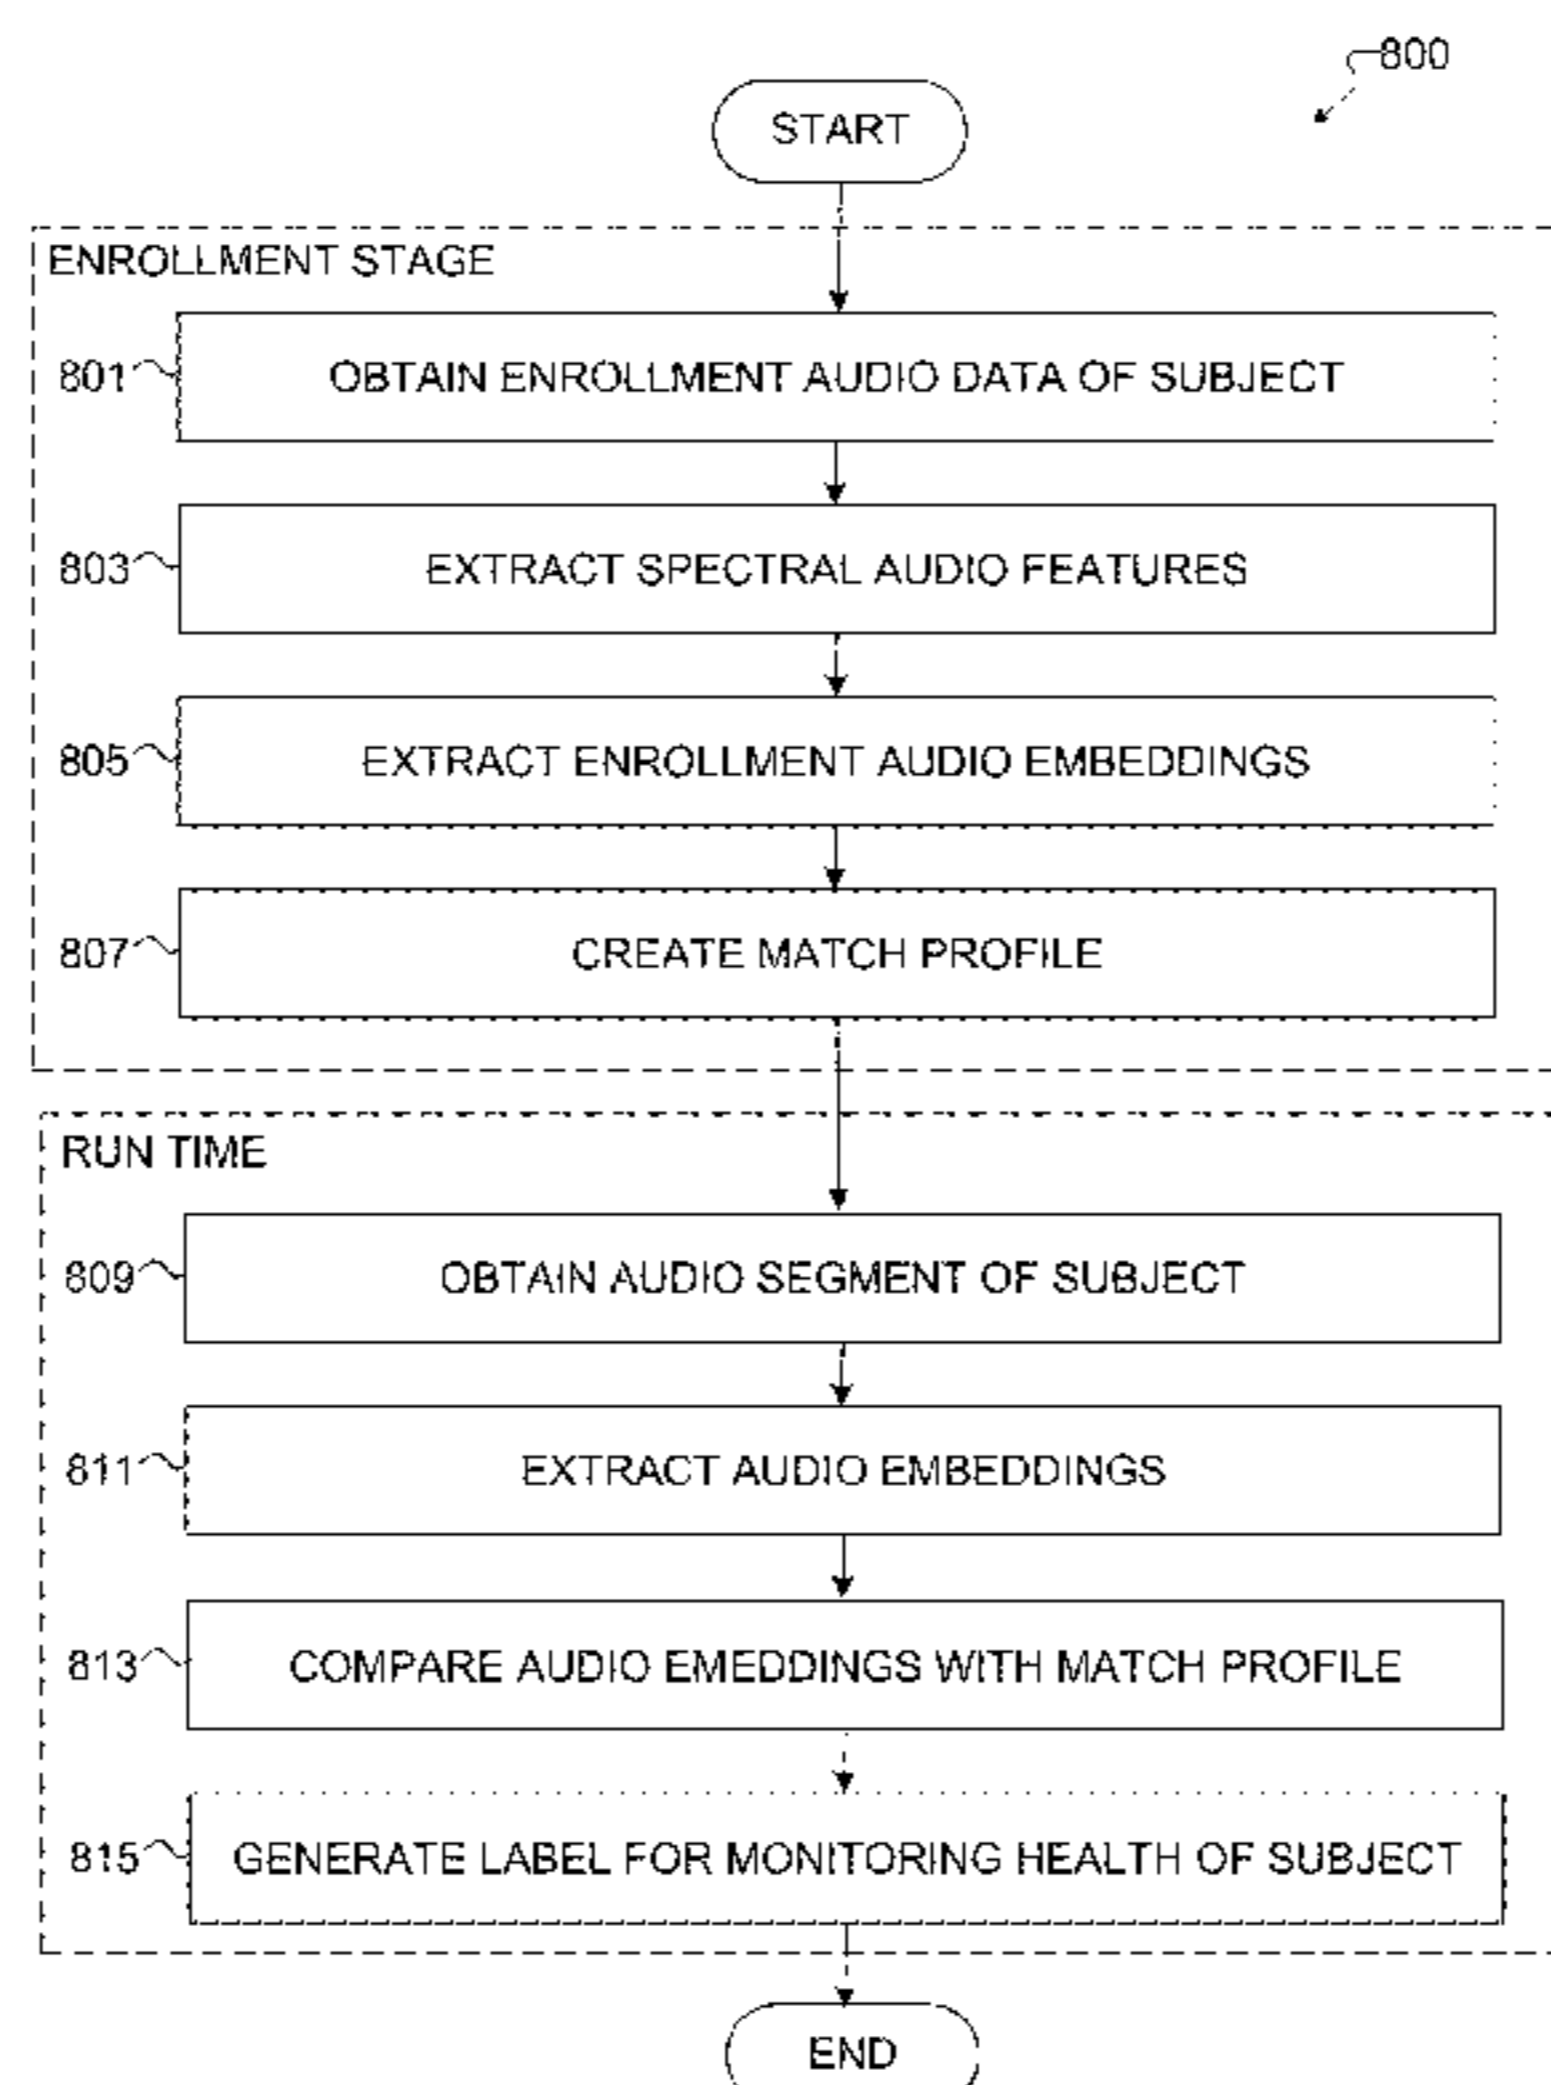 800
START
ENROLLMENT STAGE
801 OBTAIN ENROLLMENT AUDIO DATA OF SUBJECT
803 EXTRACT SPECTRAL AUDIO FEATURES
805 EXTRACT ENROLLMENT AUDIO EMBEDDINGS
807 CREATE MATCH PROFILE
RUN TIME
809 OBTAIN AUDIO SEGMENT OF SUBJECT
811 EXTRACT AUDIO EMBEDDINGS
813 COMPARE AUDIO EMEDDINGS WITH MATCH PROFILE
815 GENERATE LABEL FOR MONITORING HEALTH OF SUBJECT
END